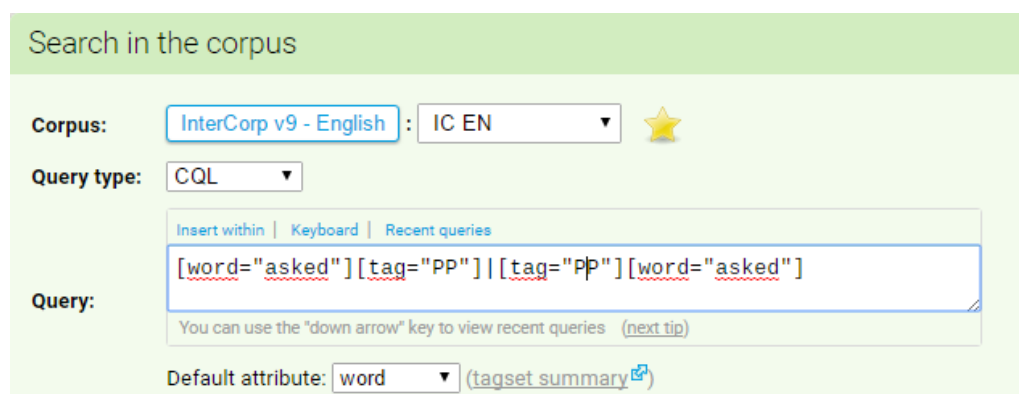 Search in the corpus
Corpus: InterCorp v9 - English : IC EN
Query type: CQL
Insert within | Keyboard | Recent queries
[word="asked"][tag="PP"]|[tag="PP"][word="asked"]
Query:
You can use the "down arrow" key to view recent queries (next tip)
Default attribute: word (tagset summary)